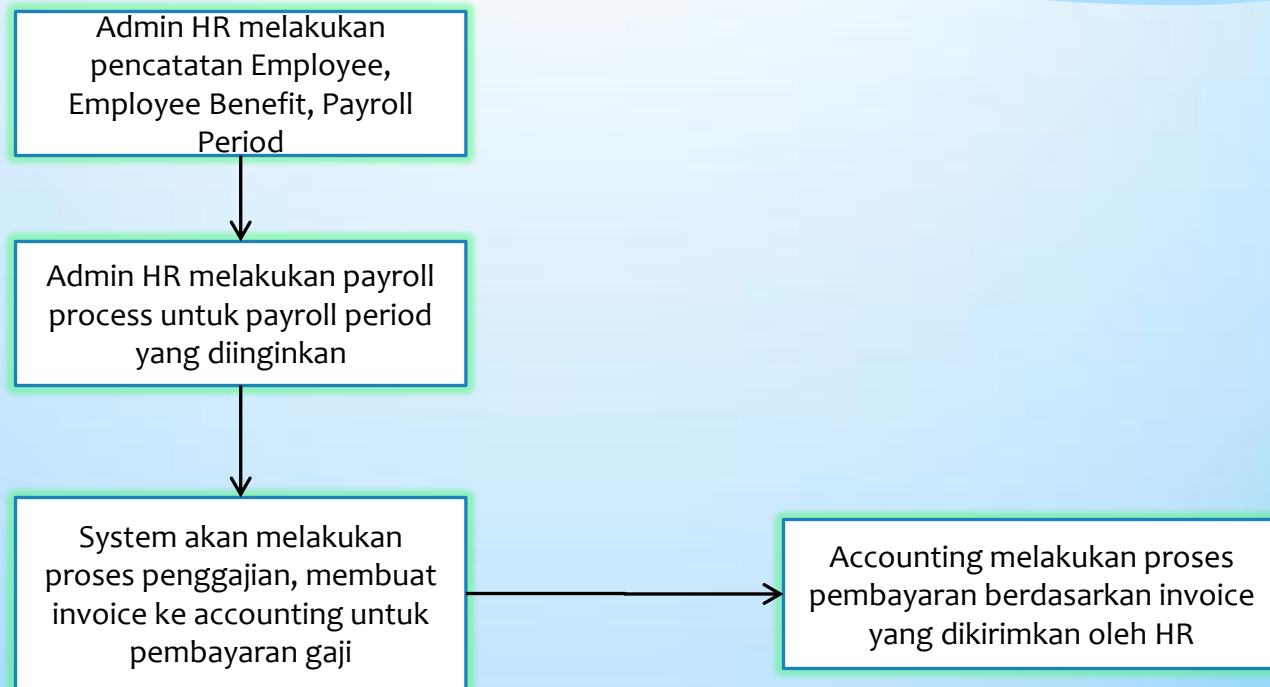 Admin HR melakukan
pencatatan Employee,
Employee Benefit, Payroll
Period
Admin HR melakukan payroll
process untuk payroll period
yang diinginkan
System akan melakukan
proses penggajian, membuat
invoice ke accounting untuk
pembayaran gaji
Accounting melakukan proses
pembayaran berdasarkan invoice
yang dikirimkan oleh HR